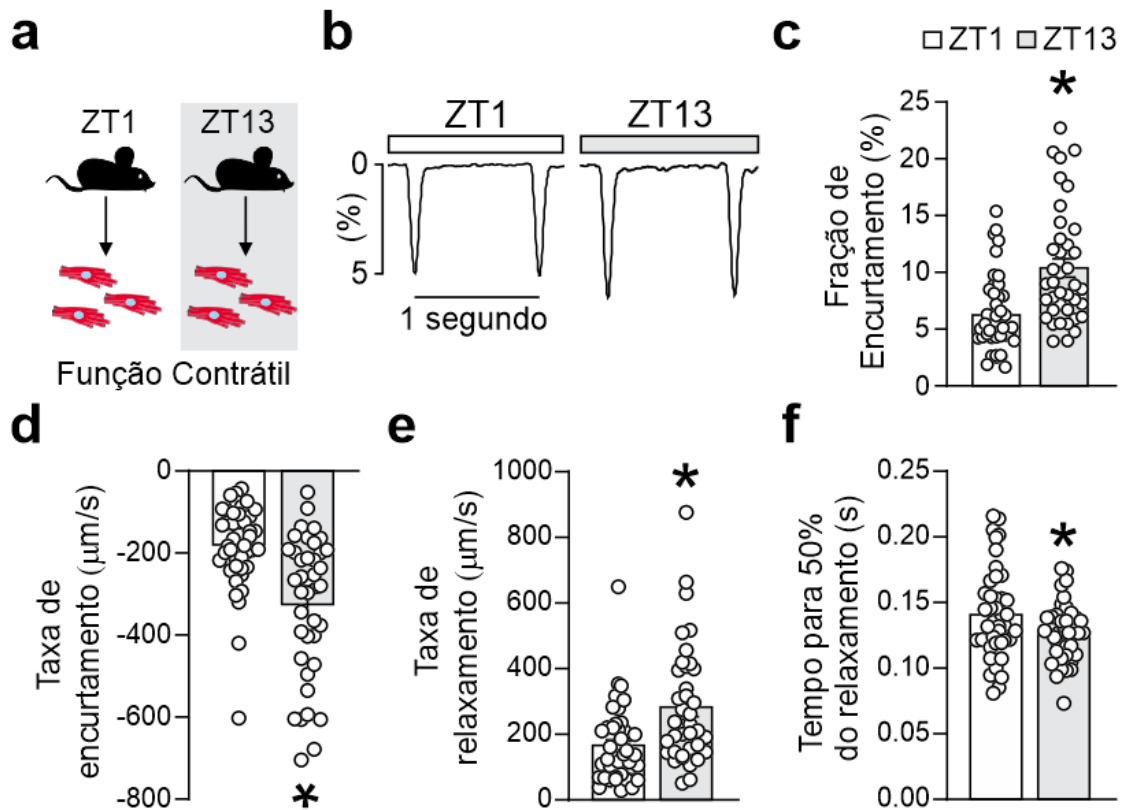 a
ZT1
ZT13
Função Contrátil
b
ZT1
ZT13
0
(%)
5
1 segundo
c
ZT1 ZT13
*
Fração de
Encurtamento (%)
25
20
15
10
5
0
d
Taxa de
encurtamento (μm/s)
0
-200
-400
-600
-800
*
e
Taxa de
relaxamento (μm/s)
1000
800
600
400
200
0
*
f
Tempo para 50%
do relaxamento (s)
0.25
0.20
0.15
0.10
0.05
0.00
*